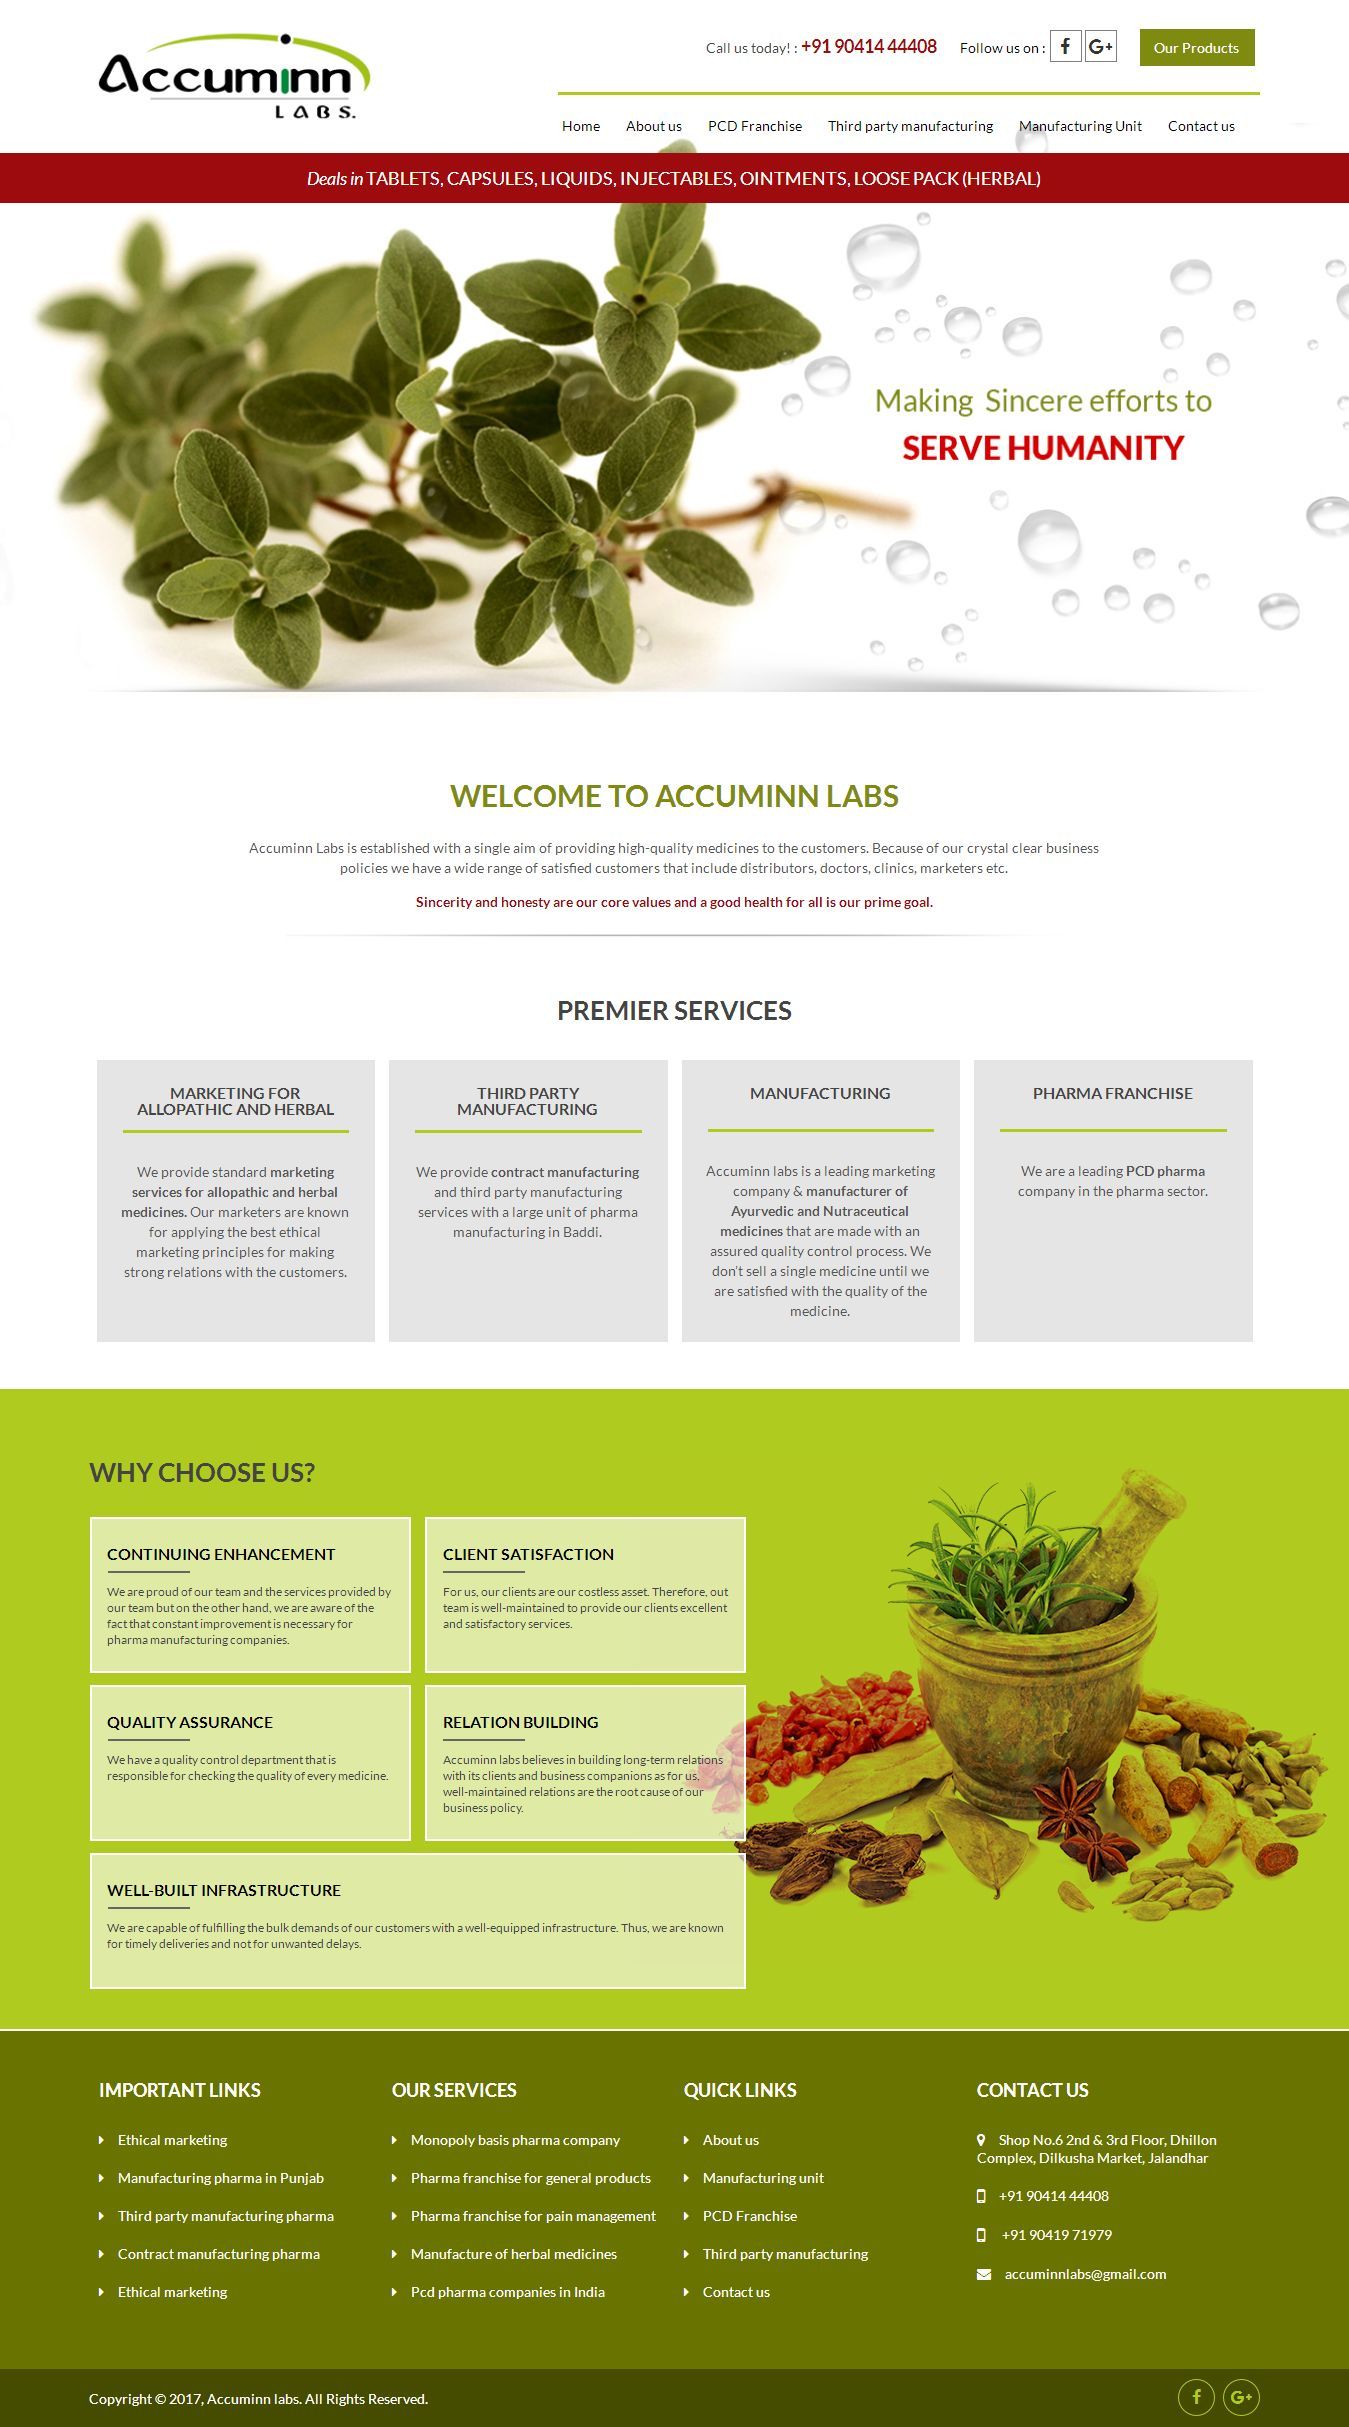 Accuminn
LABS.
Call us today! : +91 90414 44408 Follow us on : Our Products
Home About us PCD Franchise Third party manufacturing Manufacturing Unit Contact us
Deals in TABLETS, CAPSULES, LIQUIDS, INJECTABLES, OINTMENTS, LOOSE PACK (HERBAL)
Making Sincere efforts to
SERVE HUMANITY
WELCOME TO ACCUMINN LABS
Accuminn Labs is established with a single aim of providing high-quality medicines to the customers. Because of our crystal clear business
policies we have a wide range of satisfied customers that include distributors, doctors, clinics, marketers etc.
Sincerity and honesty are our core values and a good health for all is our prime goal.
PREMIER SERVICES
MARKETING FOR
ALLOPATHIC AND HERBAL
We provide standard marketing
services for allopathic and herbal
medicines. Our marketers are known
for applying the best ethical
marketing principles for making
strong relations with the customers.
THIRD PARTY
MANUFACTURING
We provide contract manufacturing
and third party manufacturing
services with a large unit of pharma
manufacturing in Baddi.
MANUFACTURING
Accuminn labs is a leading marketing
company & manufacturer of
Ayurvedic and Nutraceutical
medicines that are made with an
assured quality control process. We
don't sell a single medicine until we
are satisfied with the quality of the
medicine.
PHARMA FRANCHISE
We are a leading PCD pharma
company in the pharma sector.
WHY CHOOSE US?
CONTINUING ENHANCEMENT
We are proud of our team and the services provided by
our team but on the other hand, we are aware of the
fact that constant improvement is necessary for
pharma manufacturing companies.
CLIENT SATISFACTION
For us, our clients are our costless asset. Therefore, out
team is well-maintained to provide our clients excellent
and satisfactory services.
QUALITY ASSURANCE
We have a quality control department that is
responsible for checking the quality of every medicine.
RELATION BUILDING
Accuminn labs believes in building long-term relations
with its clients and business companions as for us,
well-maintained relations are the root cause of our
business policy.
WELL-BUILT INFRASTRUCTURE
We are capable of fulfilling the bulk demands of our customers with a well-equipped infrastructure. Thus, we are known
for timely deliveries and not for unwanted delays.
IMPORTANT LINKS
Ethical marketing
Manufacturing pharma in Punjab
Third party manufacturing pharma
Contract manufacturing pharma
Ethical marketing
OUR SERVICES
Monopoly basis pharma company
Pharma franchise for general products
Pharma franchise for pain management
Manufacture of herbal medicines
Pcd pharma companies in India
QUICK LINKS
About us
Manufacturing unit
PCD Franchise
Third party manufacturing
Contact us
CONTACT US
Shop No.6 2nd & 3rd Floor, Dhillon
Complex, Dilkusha Market, Jalandhar
+91 90414 44408
+91 90419 71979
accuminnlabs@gmail.com
Copyright © 2017, Accuminn labs. All Rights Reserved.